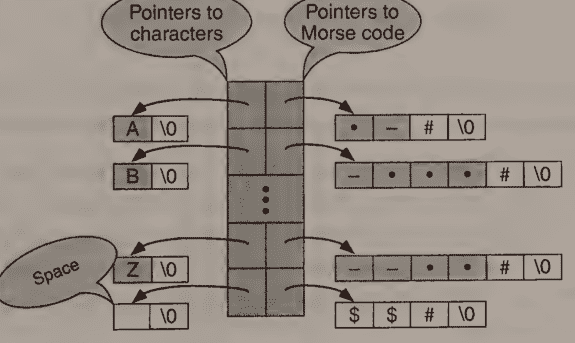 Pointers to
characters
Pointers to
Morse code
A \0
• – # \0
B \0
– • • • # \0
Z \0
– – • • # \0
Space
\0
$ $ # \0